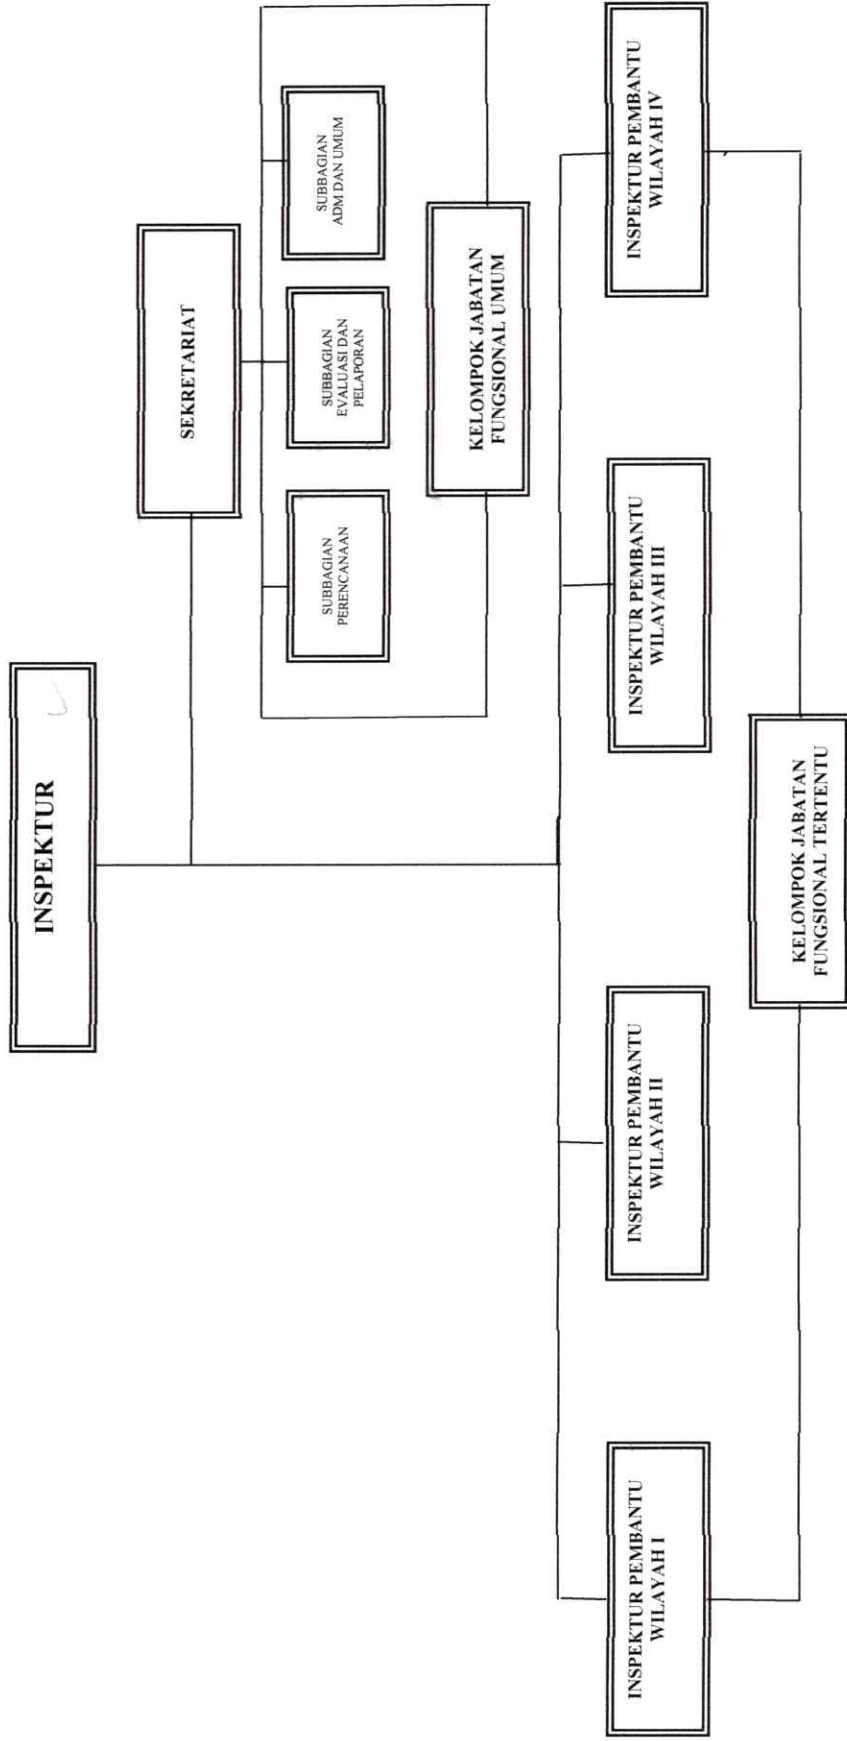 INSPEKTUR
SEKRETARIAT
SUBBAGIAN
PERENCANAAN
SUBBAGIAN
EVALUASI DAN
PELAPORAN
SUBBAGIAN
ADM DAN UMUM
KELOMPOK JABATAN
FUNGSIONAL UMUM
INSPEKTUR PEMBANTU
WILAYAH I
INSPEKTUR PEMBANTU
WILAYAH II
INSPEKTUR PEMBANTU
WILAYAH III
INSPEKTUR PEMBANTU
WILAYAH IV
KELOMPOK JABATAN
FUNGSIONAL TERTENTU